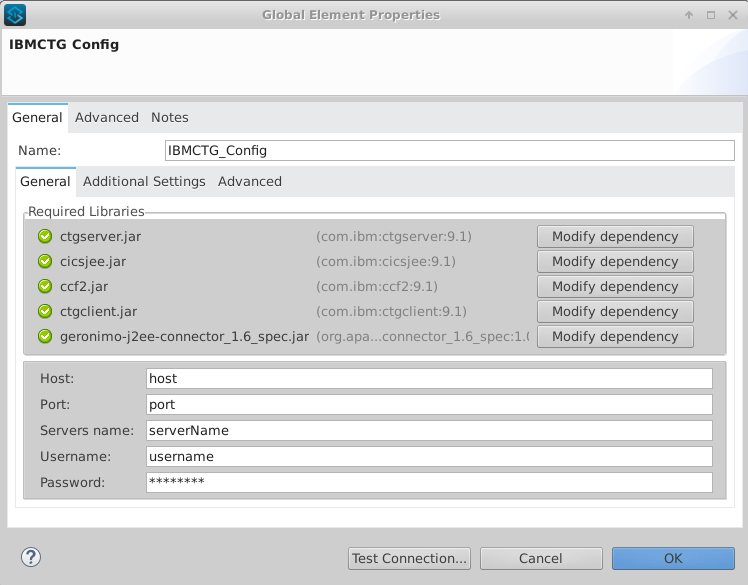 Global Element Properties
IBMCTG Config
General Advanced Notes
Name: IBMCTG_Config
General Additional Settings Advanced
Required Libraries
ctgserver.jar (com.ibm:ctgserver:9.1) Modify dependency
cicsjee.jar (com.ibm:cicsjee:9.1) Modify dependency
ccf2.jar (com.ibm:ccf2:9.1) Modify dependency
ctgclient.jar (com.ibm:ctgclient:9.1) Modify dependency
geronimo-j2ee-connector_1.6_spec.jar (org.apa...connector_1.6_spec:1.0 Modify dependency
Host: host
Port: port
Servers name: serverName
Username: username
Password: ********
? Test Connection... Cancel OK